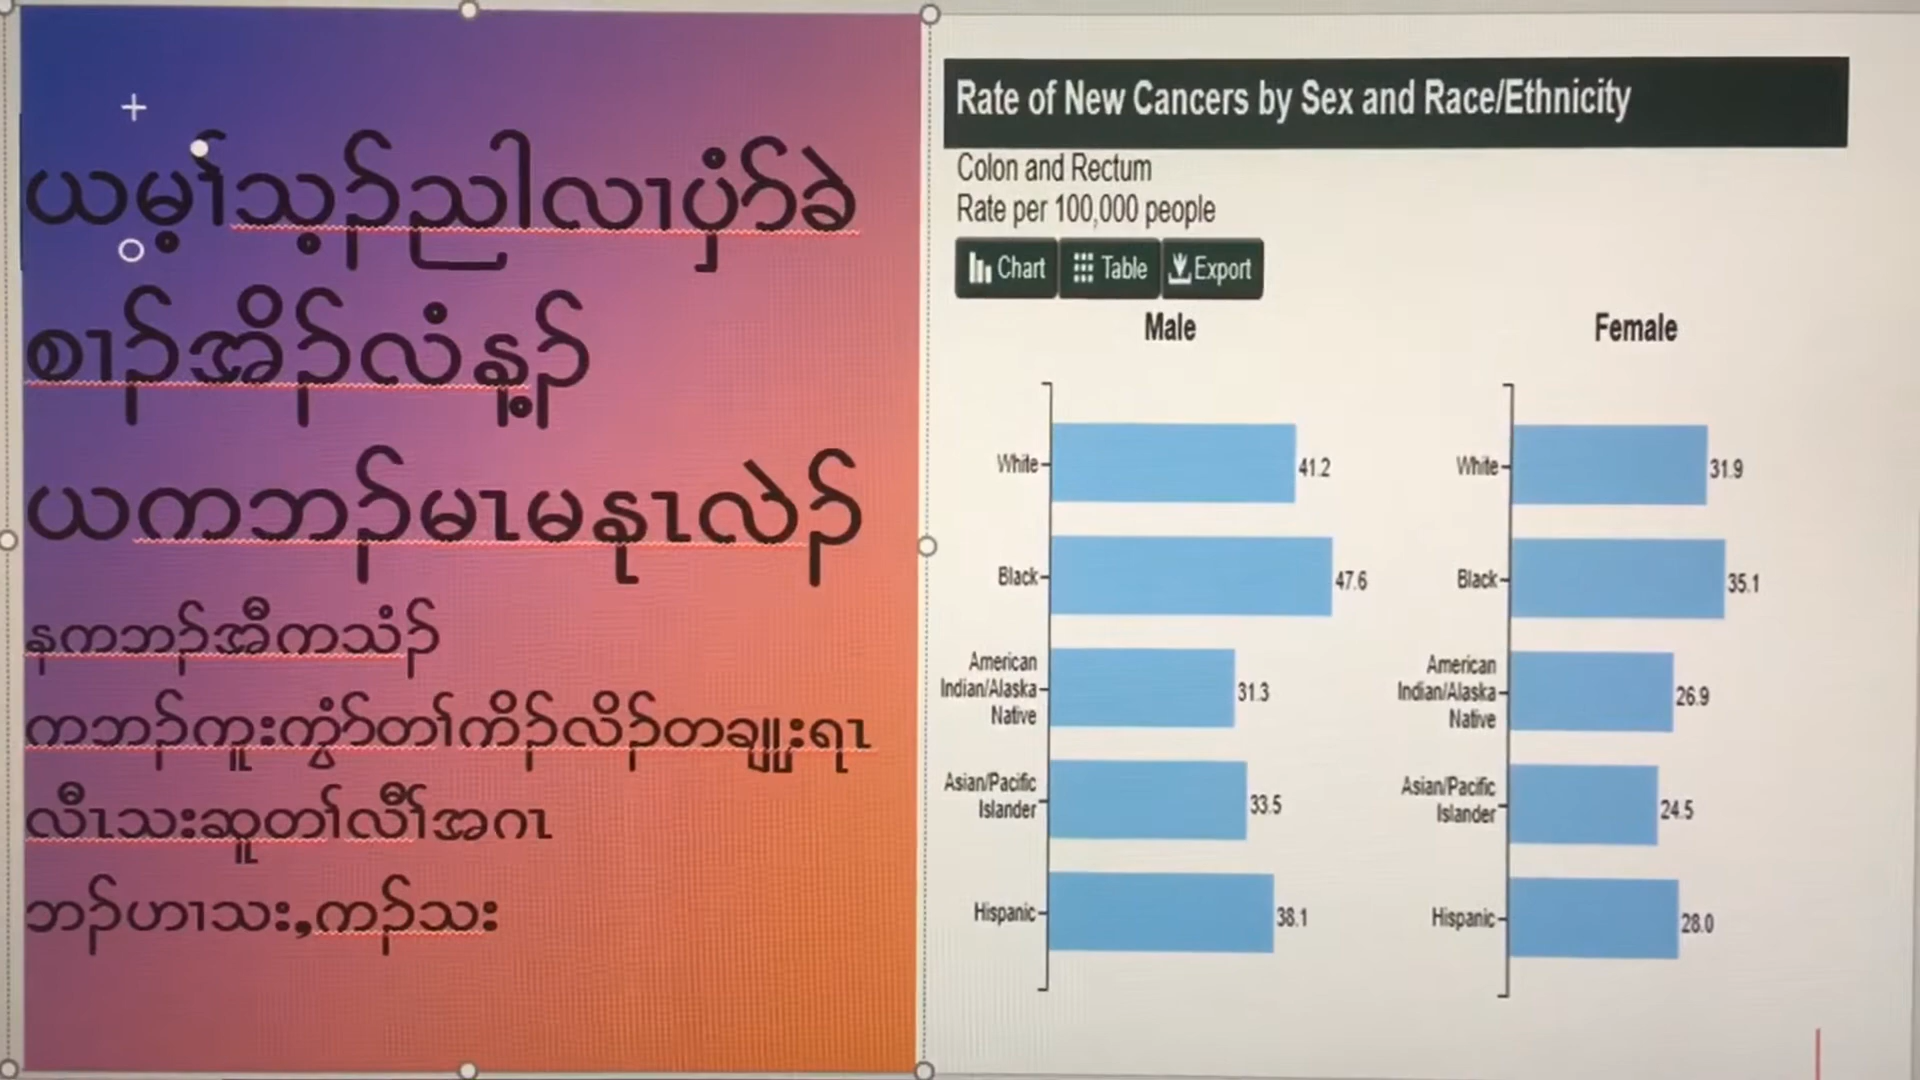 ယမ့ၢ်သ့ၣ်ညါလၢပှဲၢ်ခဲ
စၢၣ်အိၣ်လံန့ၣ်
ယကဘၣ်မၤမနုၤလဲၣ်
နကဘၣ်အီကသံၣ်
ကဘၣ်ကူးကွံာ်တၢ်ကိၣ်လိၣ်တချူးရၤ
လီၤသးဆူတၢ်လီၢ်အဂၤ
ဘၣ်ဟၢသး,ကၣ်သး
Rate of New Cancers by Sex and Race/Ethnicity
Colon and Rectum
Rate per 100,000 people
Chart Table Export
Male
White 41.2
Black 47.6
American Indian/Alaska Native 31.3
Asian/Pacific Islander 33.5
Hispanic 38.1
Female
White 31.9
Black 35.1
American Indian/Alaska Native 26.9
Asian/Pacific Islander 24.5
Hispanic 28.0